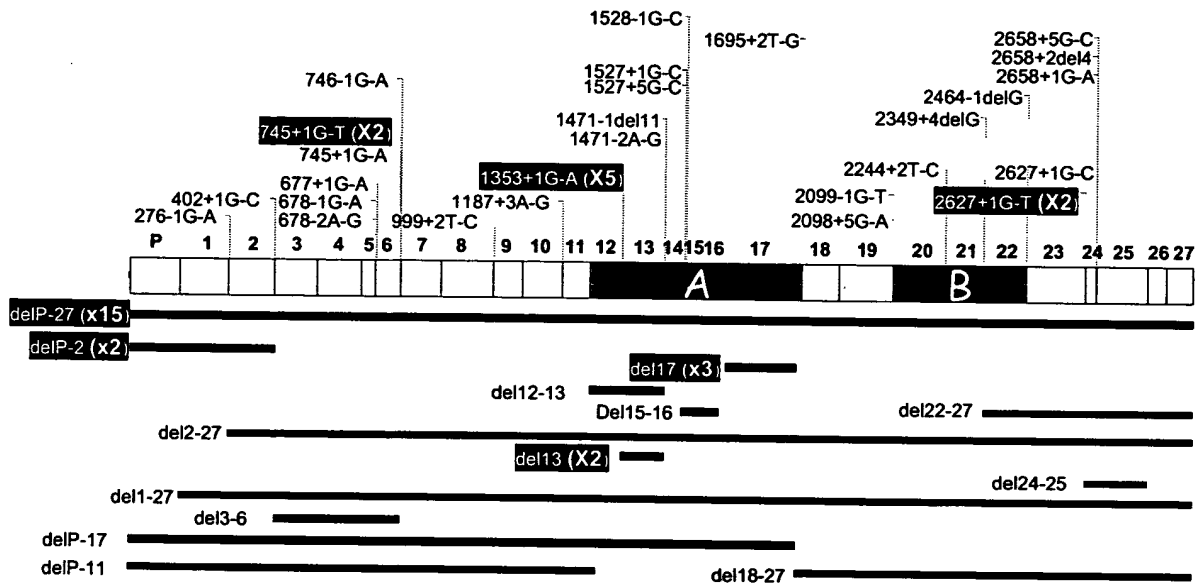 1528-1G-C
1695+2T-G
2658+5G-C
2658+2del4
2658+1G-A
746-1G-A
1527+1G-C
1527+5G-C
2464-1delG
2349+4delG
745+1G-T (X2)
745+1G-A
1471-1del11
1471-2A-G
1353+1G-A (X5)
2244+2T-C
2627+1G-C
2627+1G-T (X2)
677+1G-A
678-1G-A
678-2A-G
402+1G-C
276-1G-A
1187+3A-G
999+2T-C
2099-1G-T
2098+5G-A
P 1 2 3 4 5 6 7 8 9 10 11 12 13 14 15 16 17 18 19 20 21 22 23 24 25 26 27
A B
delP-27 (x15)
delP-2 (x2)
del17 (x3)
del12-13
Del15-16
del22-27
del2-27
del13 (X2)
del24-25
del1-27
del3-6
delP-17
delP-11
del18-27